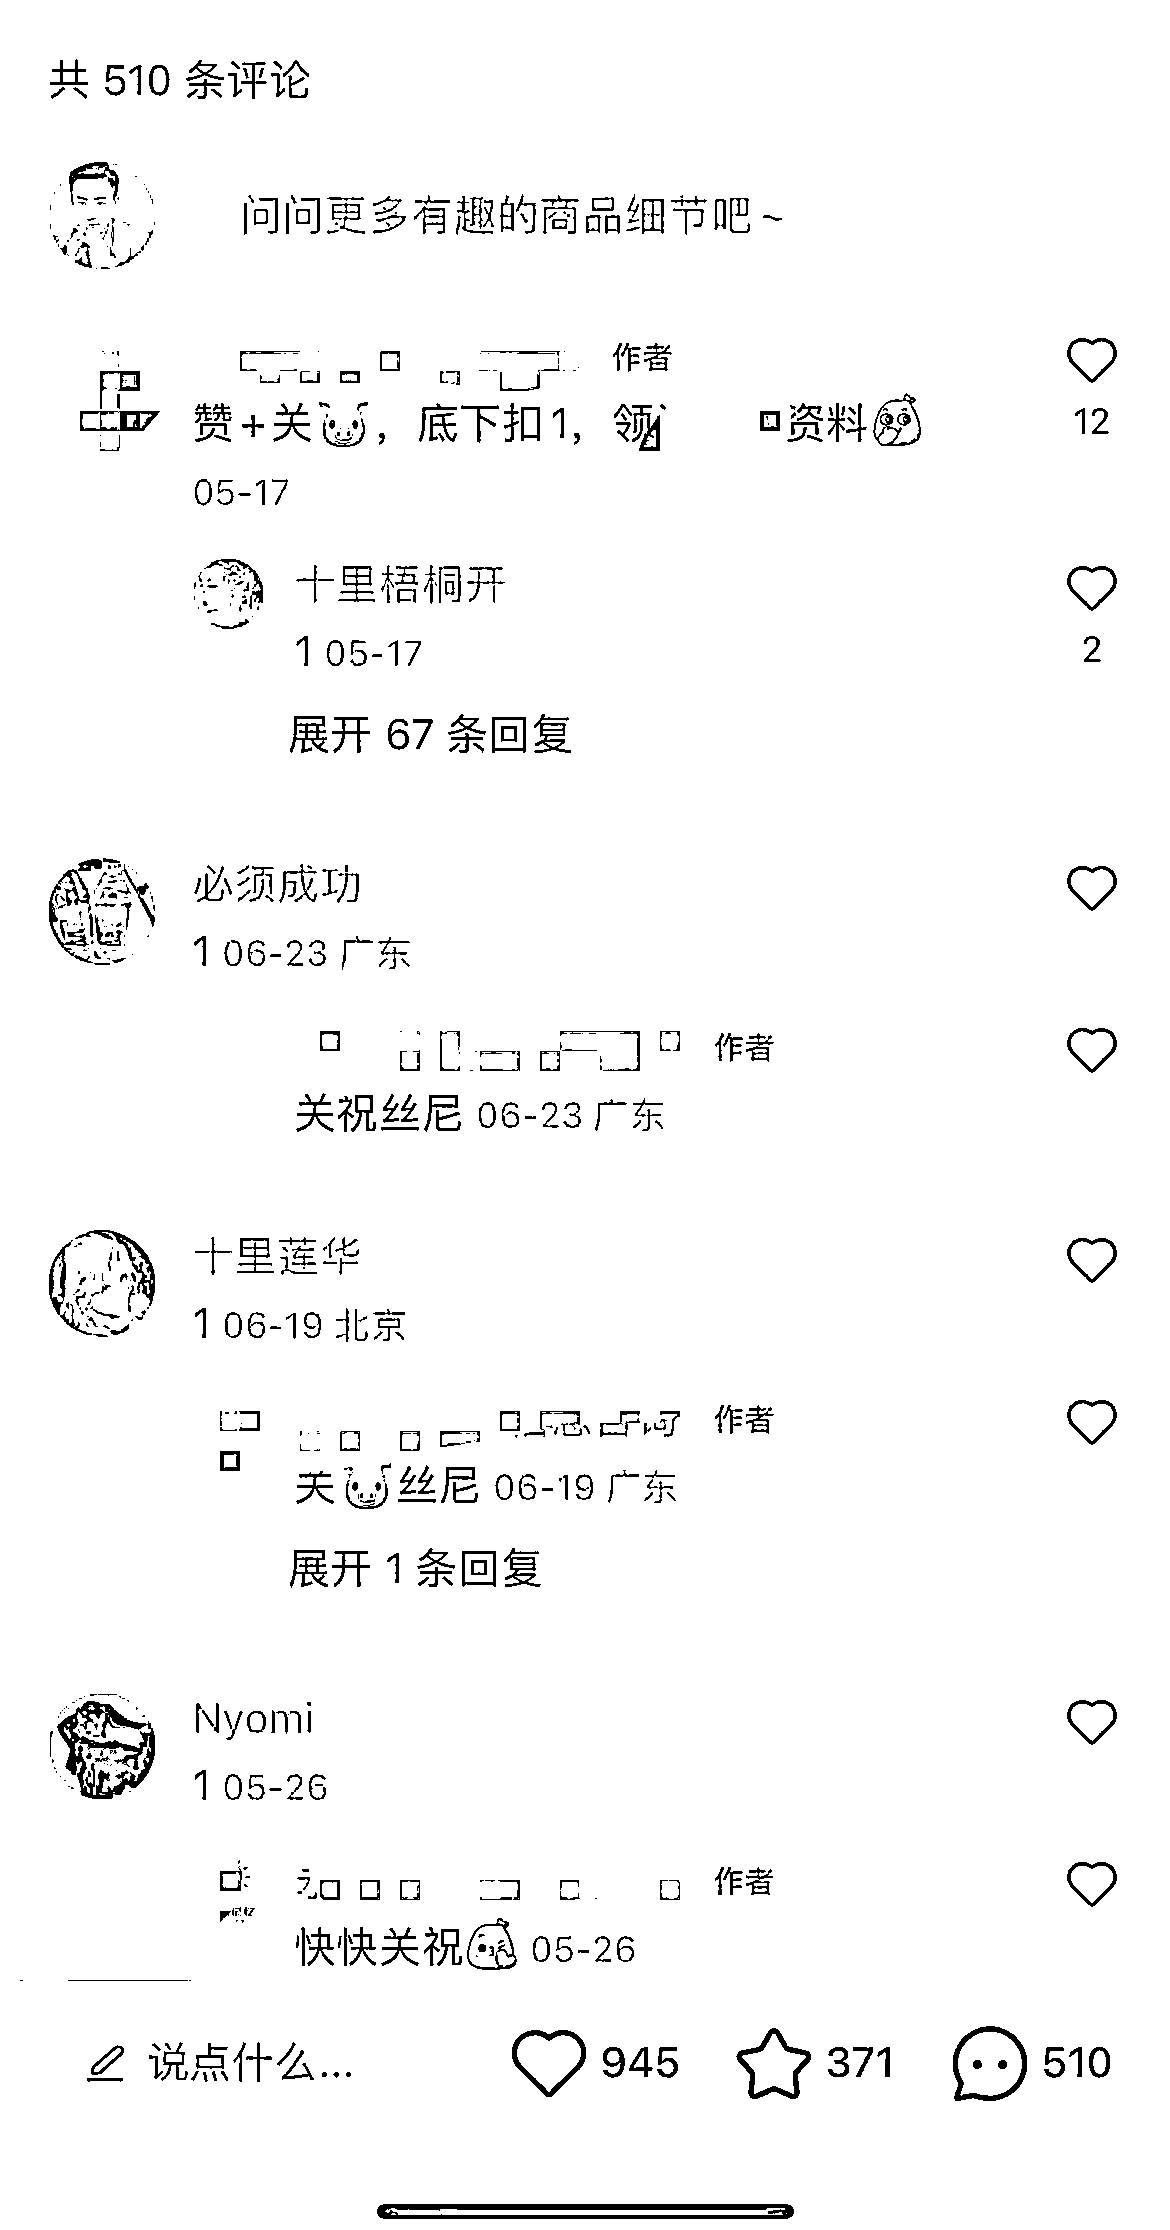 共 510 条评论
问问更多有趣的商品细节吧~
作者
赞+关，底下扣1，领 资料
12
05-17
十里梧桐开
1 05-17
2
展开 67 条回复
必须成功
1 06-23 广东
作者
关祝丝尼 06-23 广东
十里莲华
1 06-19 北京
作者
关丝尼 06-19 广东
展开 1 条回复
Nyomi
1 05-26
作者
快快关祝 05-26
说点什么... 945 371 510